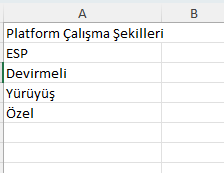 A B
Platform Çalışma Şekilleri
ESP
Devirmeli
Yürüyüş
Özel